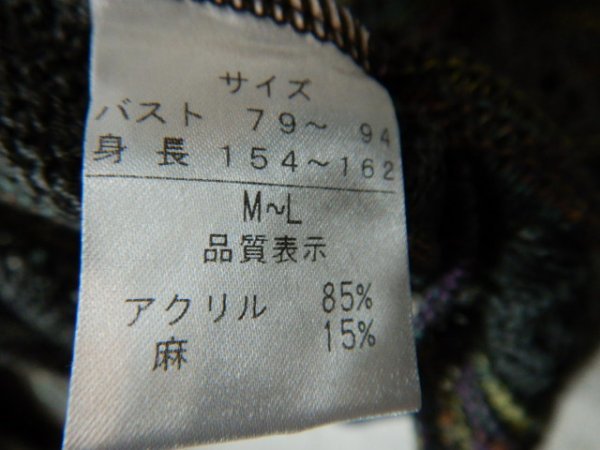 サイズ
バスト 79～ 94
身長 154～162
M～L
品質表示
アクリル 85%
麻 15%